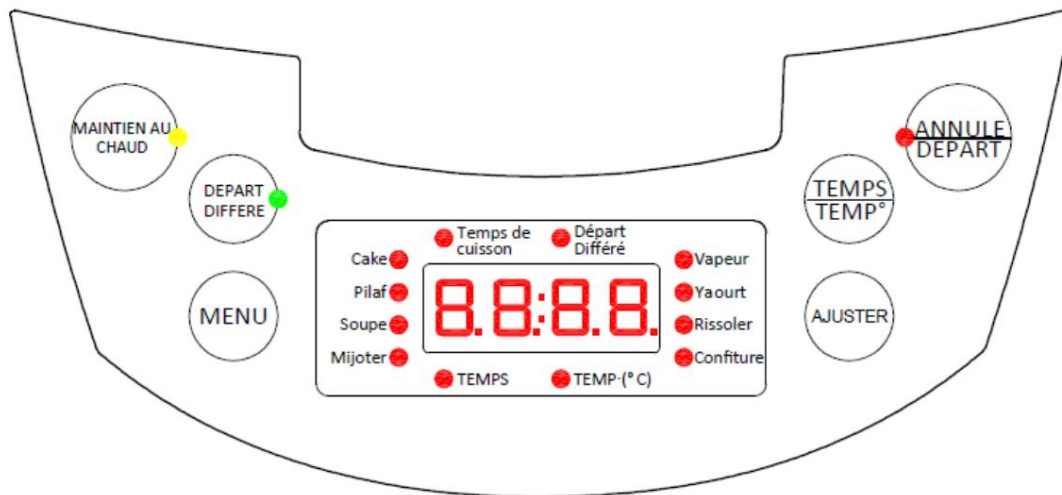 MAINTIEN AU
CHAUD
ANNULE
DEPART
DEPART
DIFFERE
TEMPS
TEMP°
Temps de
cuisson
Départ
Différé
Cake
Vapeur
Pilaf
Yaourt
Soupe
Rissoler
Mijoter
Confiture
8.8:8.8.
TEMPS
TEMP·(°C)
MENU
AJUSTER